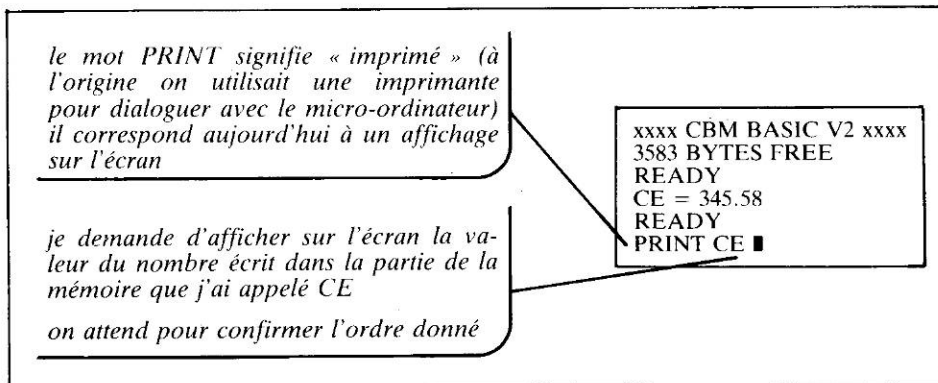 le mot PRINT signifie « imprimé » (à
l'origine on utilisait une imprimante
pour dialoguer avec le micro-ordinateur)
il correspond aujourd'hui à un affichage
sur l'écran
je demande d'afficher sur l'écran la va-
leur du nombre écrit dans la partie de la
mémoire que j'ai appelé CE
on attend pour confirmer l'ordre donné
xxxx CBM BASIC V2 xxxx
3583 BYTES FREE
READY
CE = 345.58
READY
PRINT CE